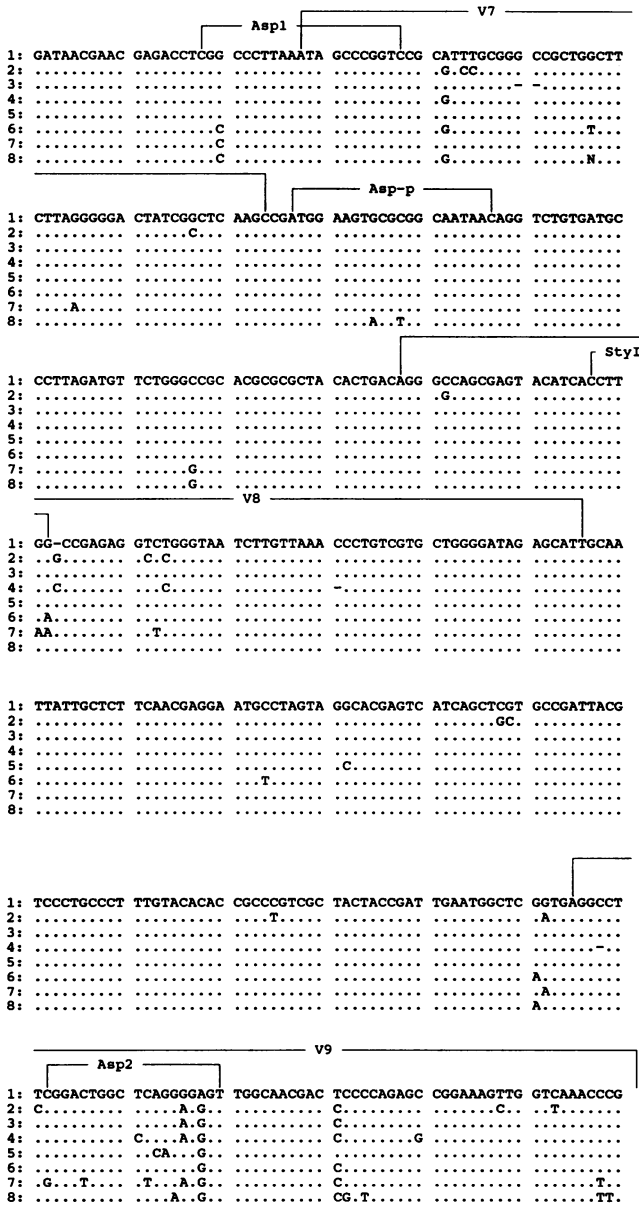 V7
Asp1
1: GATAACGAAC GAGACCTCGG CCCTTAAATA GCCCGGTCCG CATTTGCGGG CCGCTGGCTT
2: .......... .......... .......... .......... .G.CC..... ..........
3: .......... .......... .......... .......... .........- -.........
4: .......... .......... .......... .......... .G........ ..........
5: .......... .......... .......... .......... .......... ..........
6: .......... .........C .......... .......... .G........ ......T...
7: .......... .........C .......... .......... .......... ..........
8: .......... .........C .......... .......... .G........ ......N...
Asp-p
1: CTTAGGGGGA CTATCGGCTC AAGCCGATGG AAGTGCGCGG CAATAACAGG TCTGTGATGC
2: .......... ......C... .......... .......... .......... ..........
3: .......... .......... .......... .......... .......... ..........
4: .......... .......... .......... .......... .......... ..........
5: .......... .......... .......... .......... .......... ..........
6: .......... .......... .......... .......... .......... ..........
7: ....A..... .......... .......... .......... .......... ..........
8: .......... .......... .......... ....A..T.. .......... ..........
StyI
1: CCTTAGATGT TCTGGGCCGC ACGCGCGCTA CACTGACAGG GCCAGCGAGT ACATCACCTT
2: .......... .......... .......... .......... .G........ ..........
3: .......... .......... .......... .......... .......... ..........
4: .......... .......... .......... .......... .......... ..........
5: .......... .......... .......... .......... .......... ..........
6: .......... .......... .......... .......... .......... ..........
7: .......... ......G... .......... .......... .......... ..........
8: .......... ......G... .......... .......... .......... ..........
V8
1: GG-CCGAGAG GTCTGGGTAA TCTTGTTAAA CCCTGTCGTG CTGGGGATAG AGCATTGCAA
2: ..G....... .C.C...... .......... .......... .......... ..........
3: .......... .......... .......... .......... .......... ..........
4: ..C....... ...C...... .......... -......... .......... ..........
5: .......... .......... .......... .......... .......... ..........
6: .A........ .......... .......... .......... .......... ..........
7: AA........ ..T....... .......... .......... .......... ..........
8: .......... .......... .......... .......... .......... ..........
1: TTATTGCTCT TCAACGAGGA ATGCCTAGTA GGCACGAGTC ATCAGCTCGT GCCGATTACG
2: .......... .......... .......... .......... .......GC. ..........
3: .......... .......... .......... .......... .......... ..........
4: .......... .......... .......... .......... .......... ..........
5: .......... .......... .......... .C........ .......... ..........
6: .......... .......... ...T...... .......... .......... ..........
7: .......... .......... .......... .......... .......... ..........
8: .......... .......... .......... .......... .......... ..........
1: TCCCTGCCCT TTGTACACAC CGCCCGTCGC TACTACCGAT TGAATGGCTC GGTGAGGCCT
2: .......... .......... ....T..... .......... .......... .A........
3: .......... .......... .......... .......... .......... ..........
4: .......... .......... .......... .......... .......... .......-..
5: .......... .......... .......... .......... .......... ..........
6: .......... .......... .......... .......... .......... A.........
7: .......... .......... .......... .......... .......... .A........
8: .......... .......... .......... .......... .......... A.........
V9
Asp2
1: TCGGACTGGC TCAGGGGAGT TGGCAACGAC TCCCCAGAGC CGGAAAGTTG GTCAAACCCG
2: C......... .....A.G.. .......... C......... .......C.. ..T.......
3: .......... .....A.G.. .......... C......... .......... ..........
4: .......... C....A.G.. .......... C........G .......... ..........
5: .......... ..CA...G.. .......... .......... .......... ..........
6: .......... .......G.. .......... C......... .......... ..........
7: .G...T.... .T...A.G.. .......... C......... .......... .......T..
8: .......... ....A..G.. .......... CG.T...... .......... .......TT.